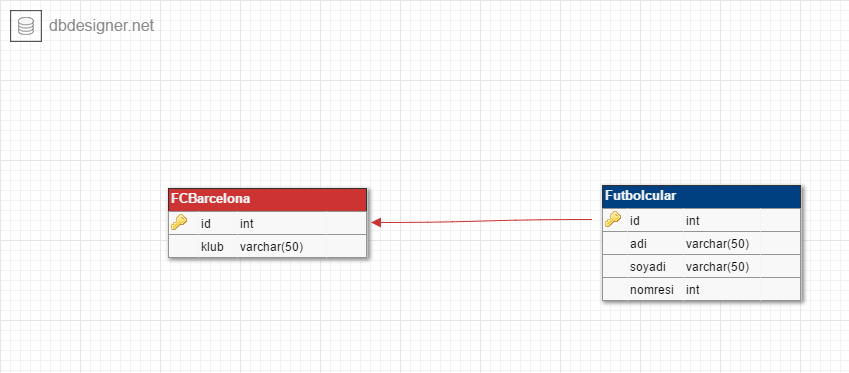 dbdesigner.net
FCBarcelona
id int
klub varchar(50)
Futbolcular
id int
adi varchar(50)
soyadi varchar(50)
nomresi int